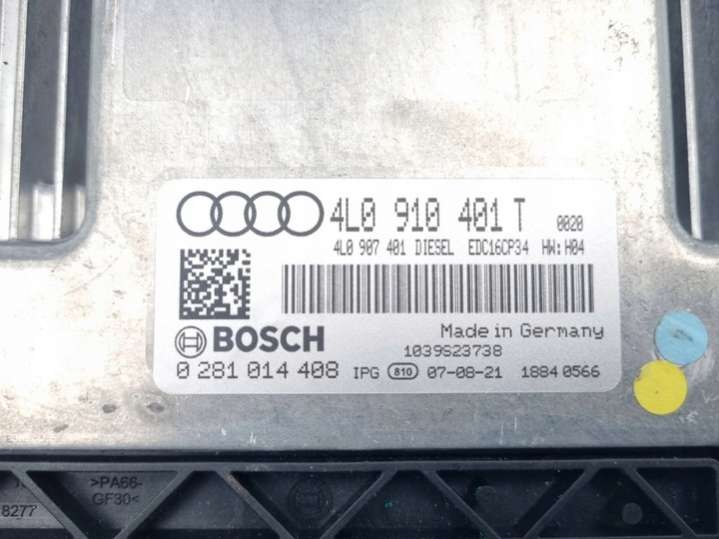 4L0 910 401 T 0020
4L0 907 401 DIESEL EDC16CP34 HW:H04
BOSCH
Made in Germany
1039S23738
0 281 014 408 IPG 810 07-08-21 1884 0566
>PA66-
GF30<
8277